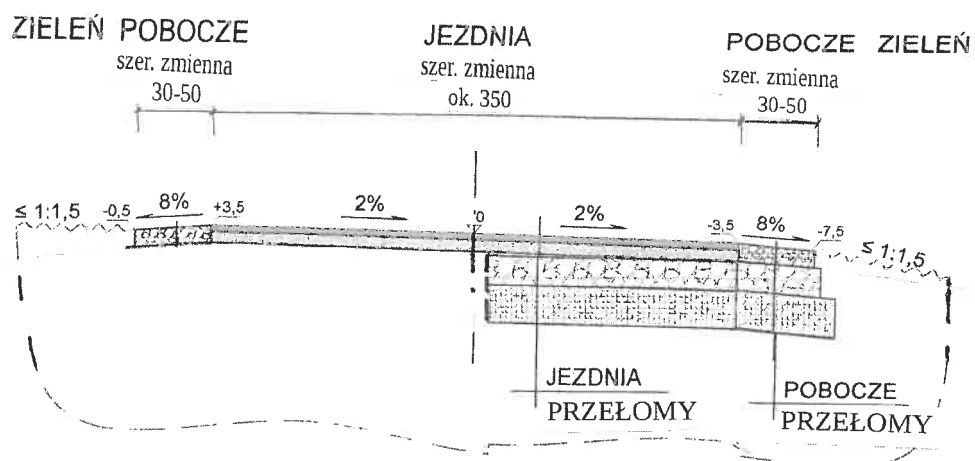 ZIELEŃ POBOCZE JEZDNIA POBOCZE ZIELEŃ
szer. zmienna szer. zmienna szer. zmienna
30-50 ok. 350 30-50
≤ 1:1,5 -0,5 8% +3,5 2% 0 2% -3,5 8% -7,5 ≤ 1:1,5
JEZDNIA POBOCZE
PRZEŁOMY PRZEŁOMY